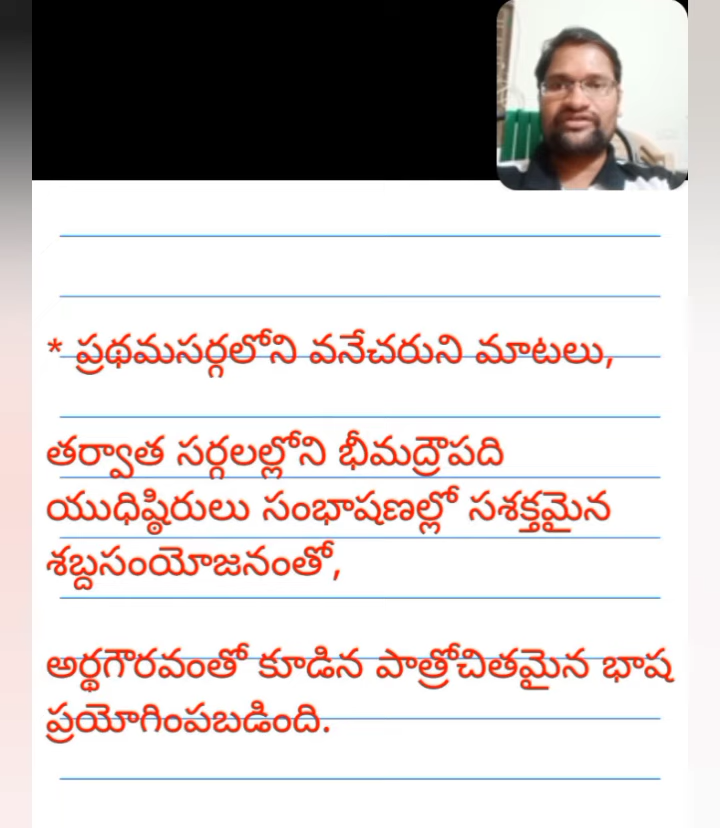 * ప్రథమసర్గలోని వనేచరుని మాటలు,
తర్వాత సర్గలల్లోని భీమద్రౌపది
యుధిష్ఠిరులు సంభాషణల్లో సశక్తమైన
శబ్దసంయోజనంతో,
అర్థగౌరవంతో కూడిన పాత్రోచితమైన భాష
ప్రయోగింపబడింది.